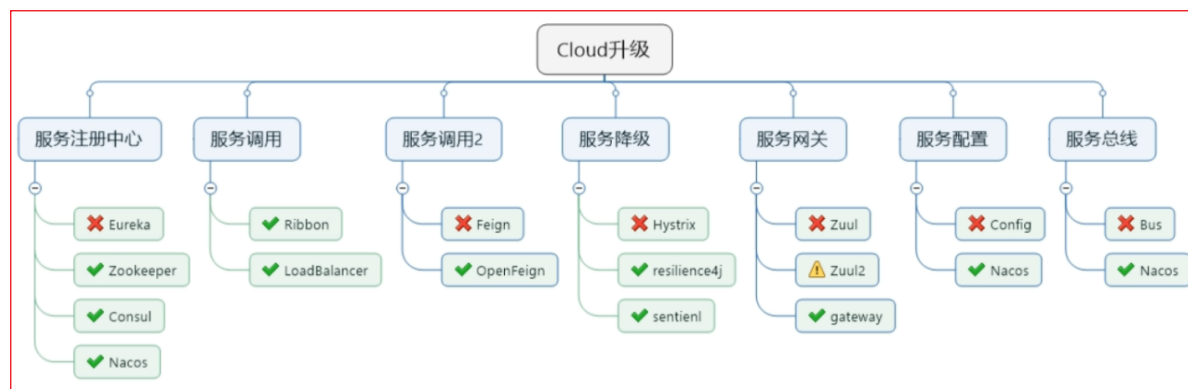 Cloud升级
服务注册中心
服务调用
服务调用2
服务降级
服务网关
服务配置
服务总线
Eureka
Zookeeper
Consul
Nacos
Ribbon
LoadBalancer
Feign
OpenFeign
Hystrix
resilience4j
sentienl
Zuul
Zuul2
gateway
Config
Nacos
Bus
Nacos